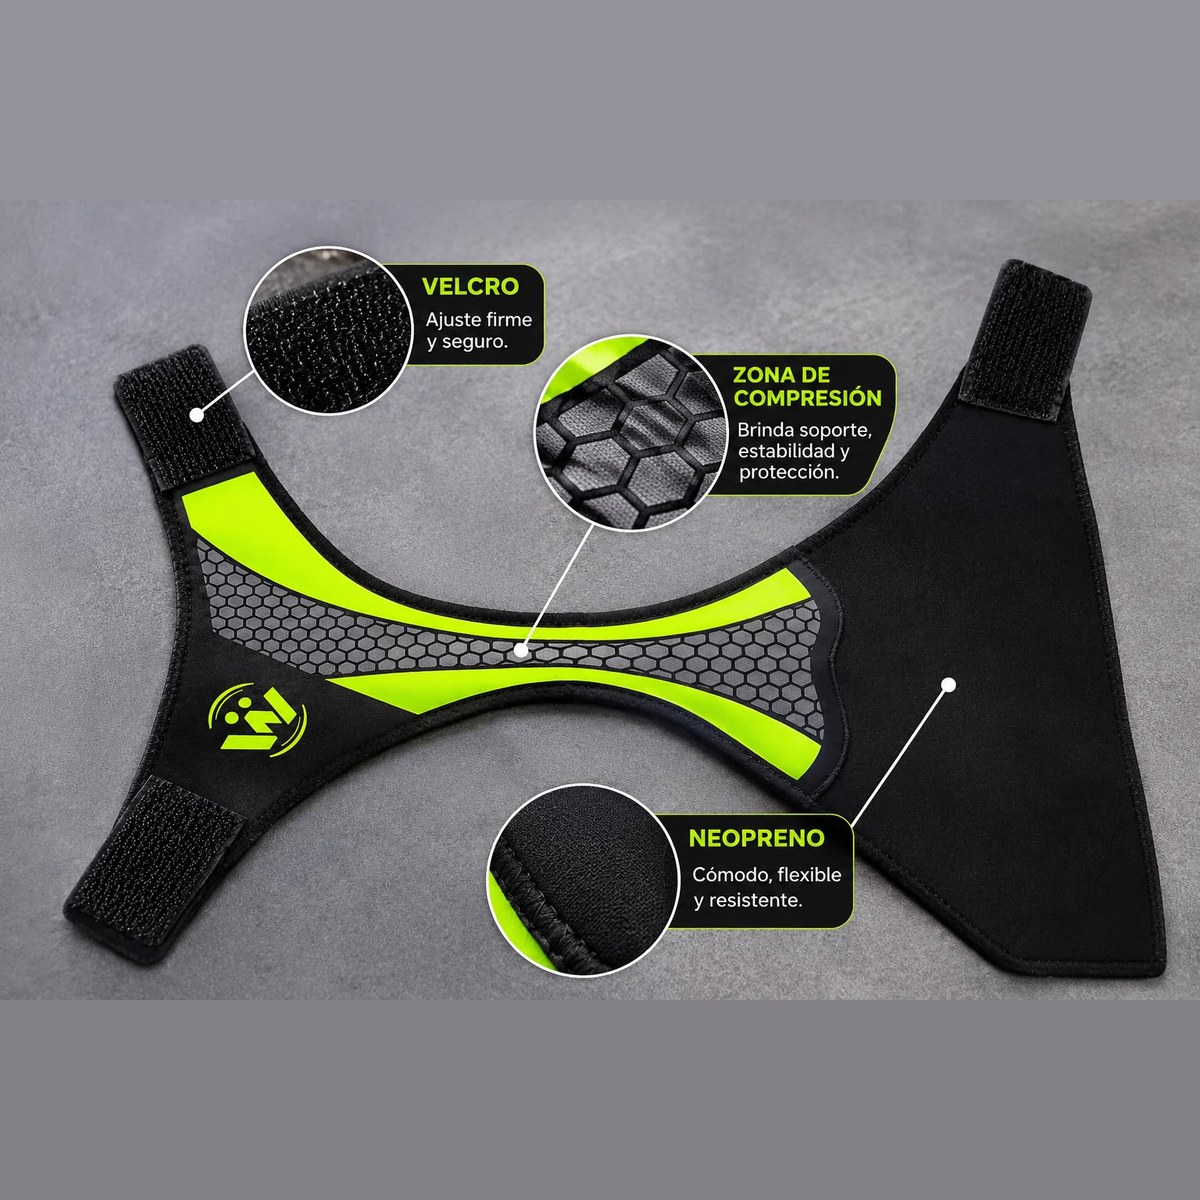 VELCRO
Ajuste firme
y seguro.
ZONA DE
COMPRESIÓN
Brinda soporte,
estabilidad y
protección.
NEOPRENO
Cómodo, flexible
y resistente.